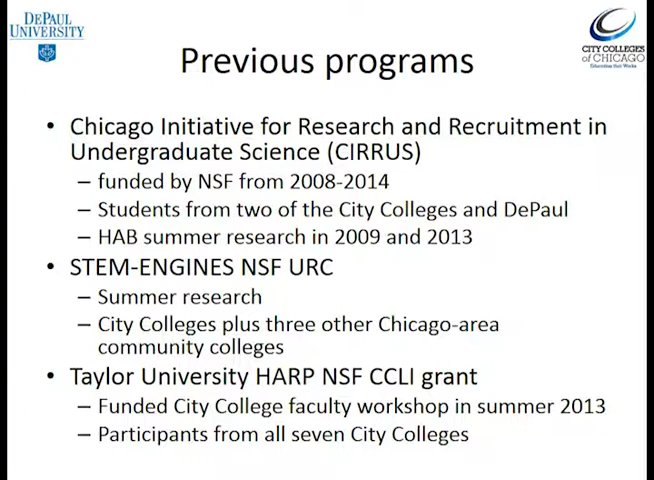 DEPAUL
UNIVERSITY
CITY COLLEGES
of CHICAGO
Education that Works
Previous programs
• Chicago Initiative for Research and Recruitment in
Undergraduate Science (CIRRUS)
– funded by NSF from 2008-2014
– Students from two of the City Colleges and DePaul
– HAB summer research in 2009 and 2013
• STEM-ENGINES NSF URC
– Summer research
– City Colleges plus three other Chicago-area
community colleges
• Taylor University HARP NSF CCLI grant
– Funded City College faculty workshop in summer 2013
– Participants from all seven City Colleges